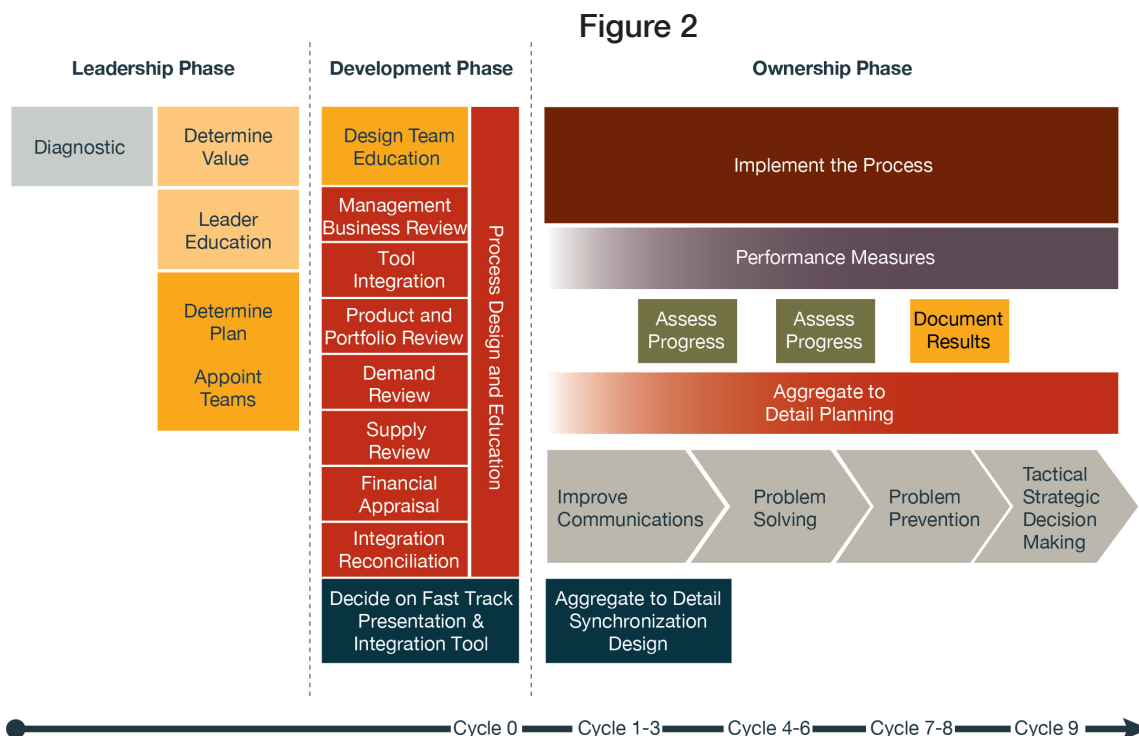 Figure 2
Leadership Phase
Development Phase
Ownership Phase
Diagnostic
Determine
Value
Leader
Education
Determine
Plan
Appoint
Teams
Design Team
Education
Management
Business Review
Tool
Integration
Product and
Portfolio Review
Demand
Review
Supply
Review
Financial
Appraisal
Integration
Reconciliation
Process Design and Education
Decide on Fast Track
Presentation &
Integration Tool
Implement the Process
Performance Measures
Assess
Progress
Assess
Progress
Document
Results
Aggregate to
Detail Planning
Improve
Communications
Problem
Solving
Problem
Prevention
Tactical
Strategic
Decision
Making
Aggregate to Detail
Synchronization
Design
Cycle 0
Cycle 1-3
Cycle 4-6
Cycle 7-8
Cycle 9